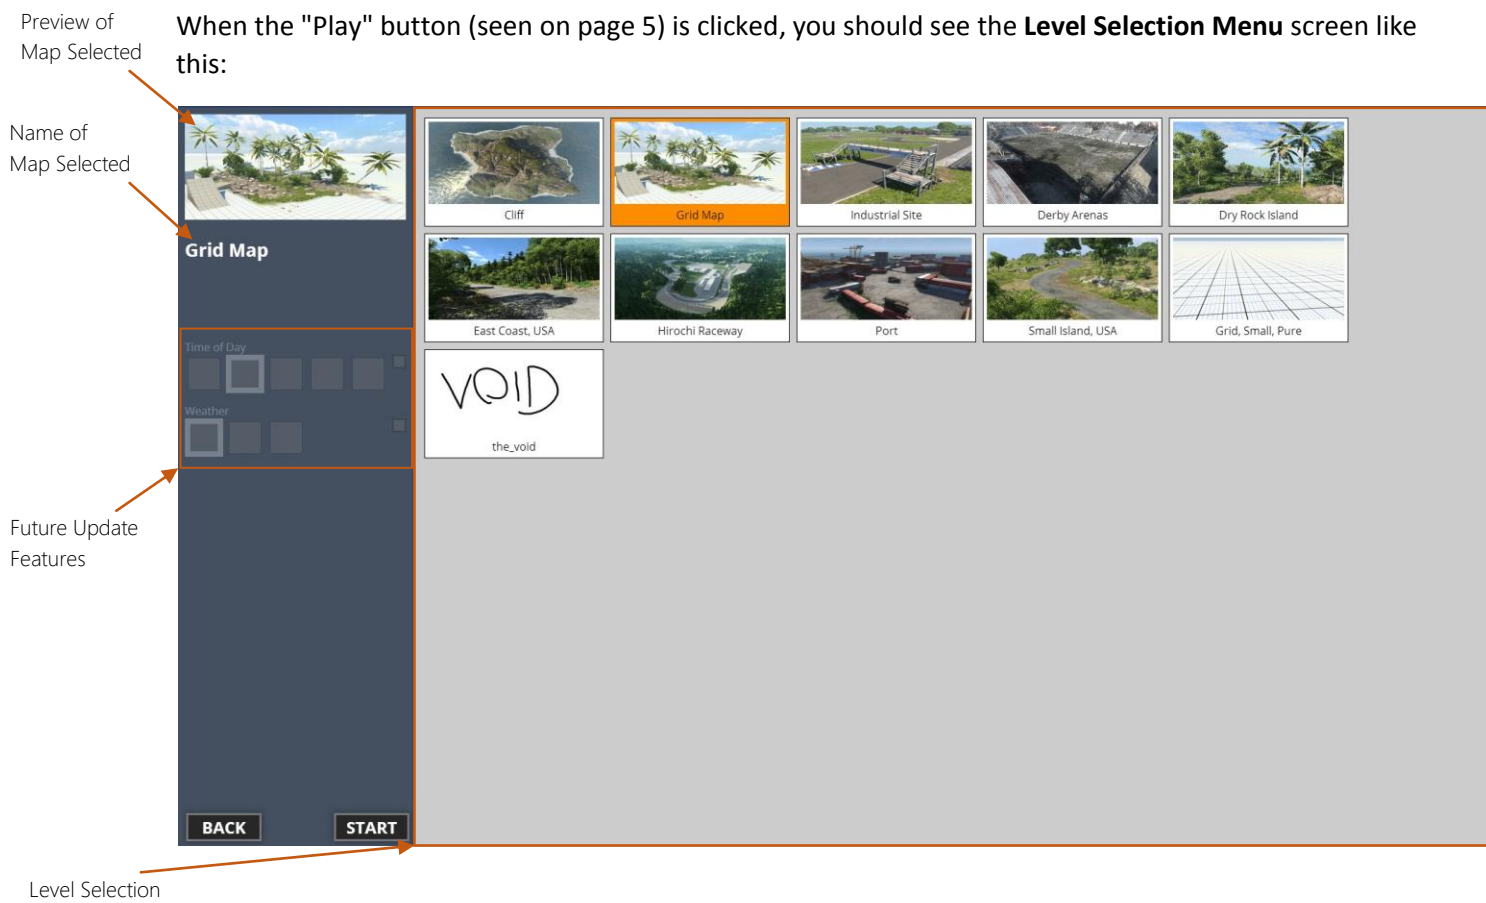 Preview of
Map Selected
When the "Play" button (seen on page 5) is clicked, you should see the Level Selection Menu screen like
this:
Name of
Map Selected
Grid Map
Time of Day
Weather
Future Update
Features
BACK
START
Level Selection
Cliff
Grid Map
Industrial Site
Derby Arenas
Dry Rock Island
East Coast, USA
Hirochi Raceway
Port
Small Island, USA
Grid, Small, Pure
VOID
the_void